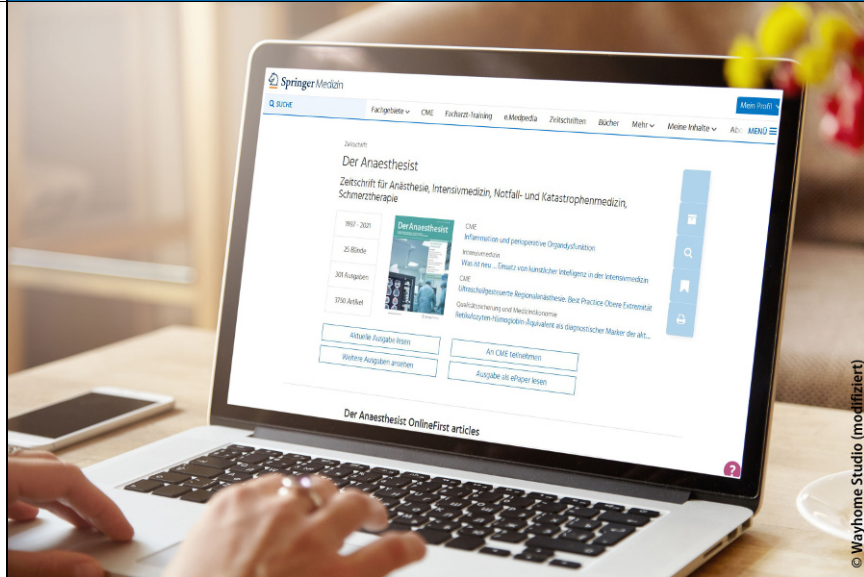 Springer Medizin
Mein Profil
SUCHE
Fachgebiete
CME
Facharzt-Training
e.Medpedia
Zeitschriften
Bücher
Mehr
Meine Inhalte
Abo
MENÜ
Zeitschrift
Der Anaesthesist
Zeitschrift für Anästhesie, Intensivmedizin, Notfall- und Katastrophenmedizin,
Schmerztherapie
1997 - 2021
25 Bände
301 Ausgaben
3750 Artikel
Der Anaesthesist
CME
Inflammation und perioperative Organdysfunktion
Intensivmedizin
Was ist neu ... Einsatz von künstlicher Intelligenz in der Intensivmedizin
CME
Ultraschallgesteuerte Regionalanästhesie: Best Practice Obere Extremität
Qualitätssicherung und Medizinökonomie
Retikulozyten-Hämoglobin-Äquivalent als diagnostischer Marker der akt...
Aktuelle Ausgabe lesen
An CME teilnehmen
Weitere Ausgaben ansehen
Ausgabe als ePaper lesen
Der Anaesthesist OnlineFirst articles
?
© Wayhome Studio (modifiziert)